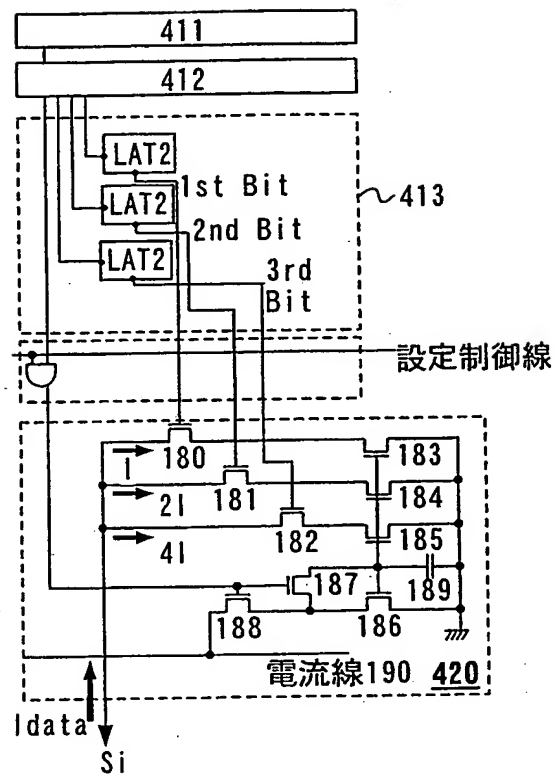 411
412
LAT2
1st Bit
413
LAT2
2nd Bit
LAT2
3rd
Bit
設定制御線
I
180
183
2I
181
184
4I
182
185
187
189
188
186
電流線190
420
Idata
Si